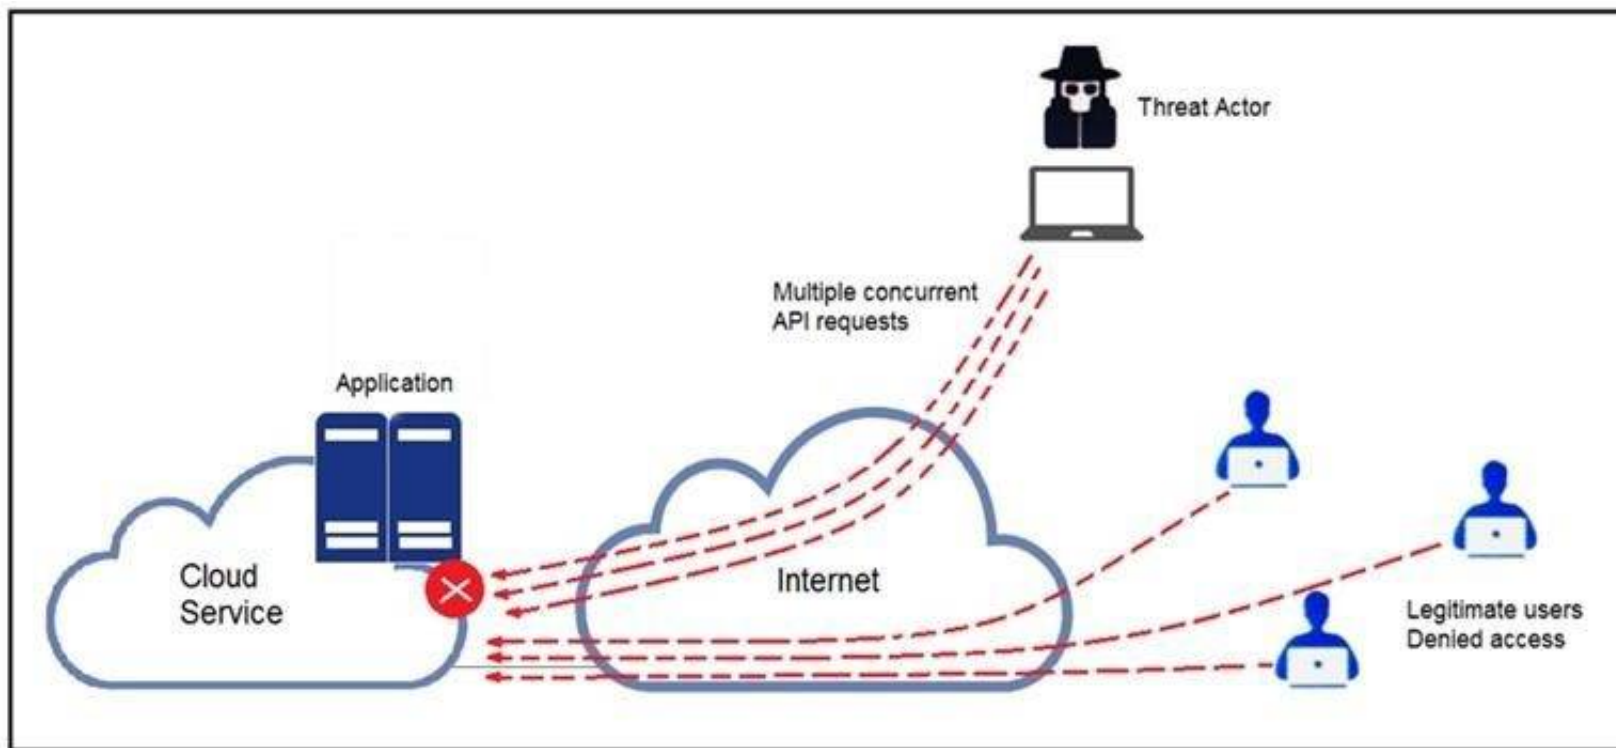 Threat Actor
Multiple concurrent
API requests
Application
Cloud
Service
Internet
Legitimate users
Denied access